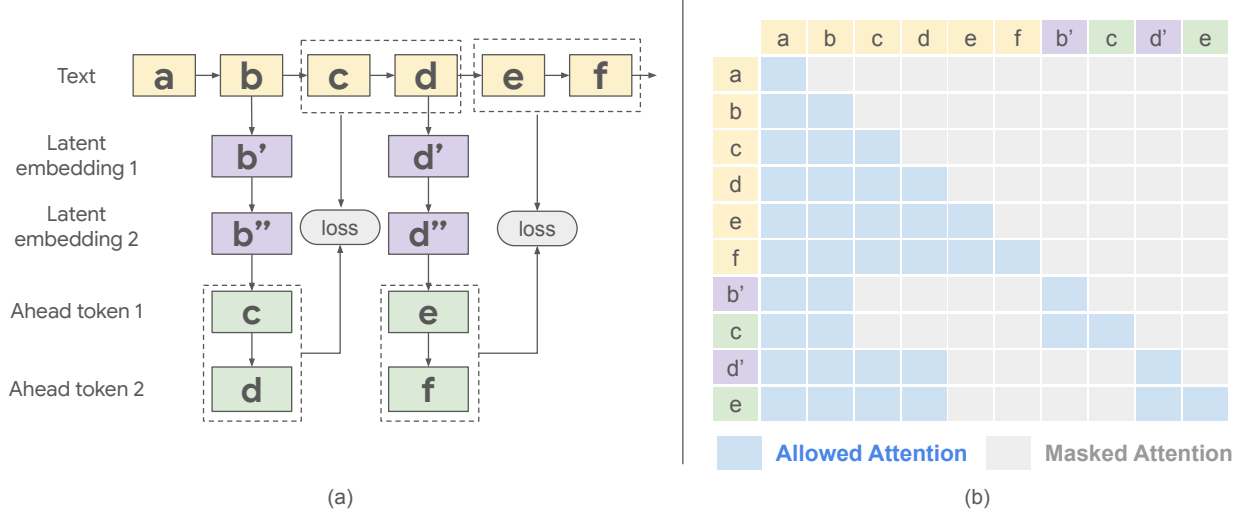 Text
a b c d e f
Latent
embedding 1
b’ d’
Latent
embedding 2
b” d”
loss loss
Ahead token 1
c e
Ahead token 2
d f
(a)
a b c d e f b' c d' e
a
b
c
d
e
f
b'
c
d'
e
Allowed Attention Masked Attention
(b)